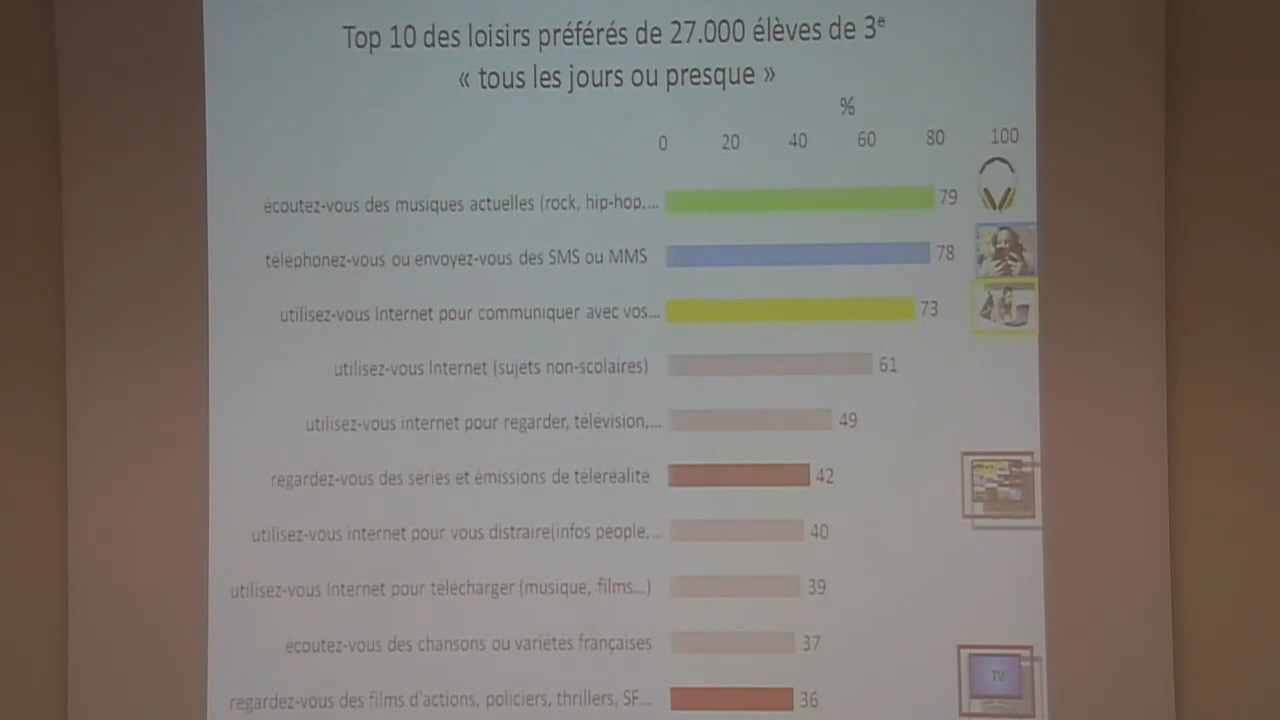 Top 10 des loisirs préférés de 27.000 élèves de 3e
« tous les jours ou presque »
%
0 20 40 60 80 100
écoutez-vous des musiques actuelles (rock, hip-hop,... 79
téléphonez-vous ou envoyez-vous des SMS ou MMS 78
utilisez-vous Internet pour communiquer avec vos... 73
utilisez-vous Internet (sujets non-scolaires) 61
utilisez-vous internet pour regarder, télévision,... 49
regardez-vous des séries et émissions de téléréalité 42
utilisez-vous internet pour vous distraire(infos people,... 40
utilisez-vous Internet pour télécharger (musique, films...) 39
écoutez-vous des chansons ou variétés françaises 37
regardez-vous des films d'actions, policiers, thrillers, SF... 36
TV